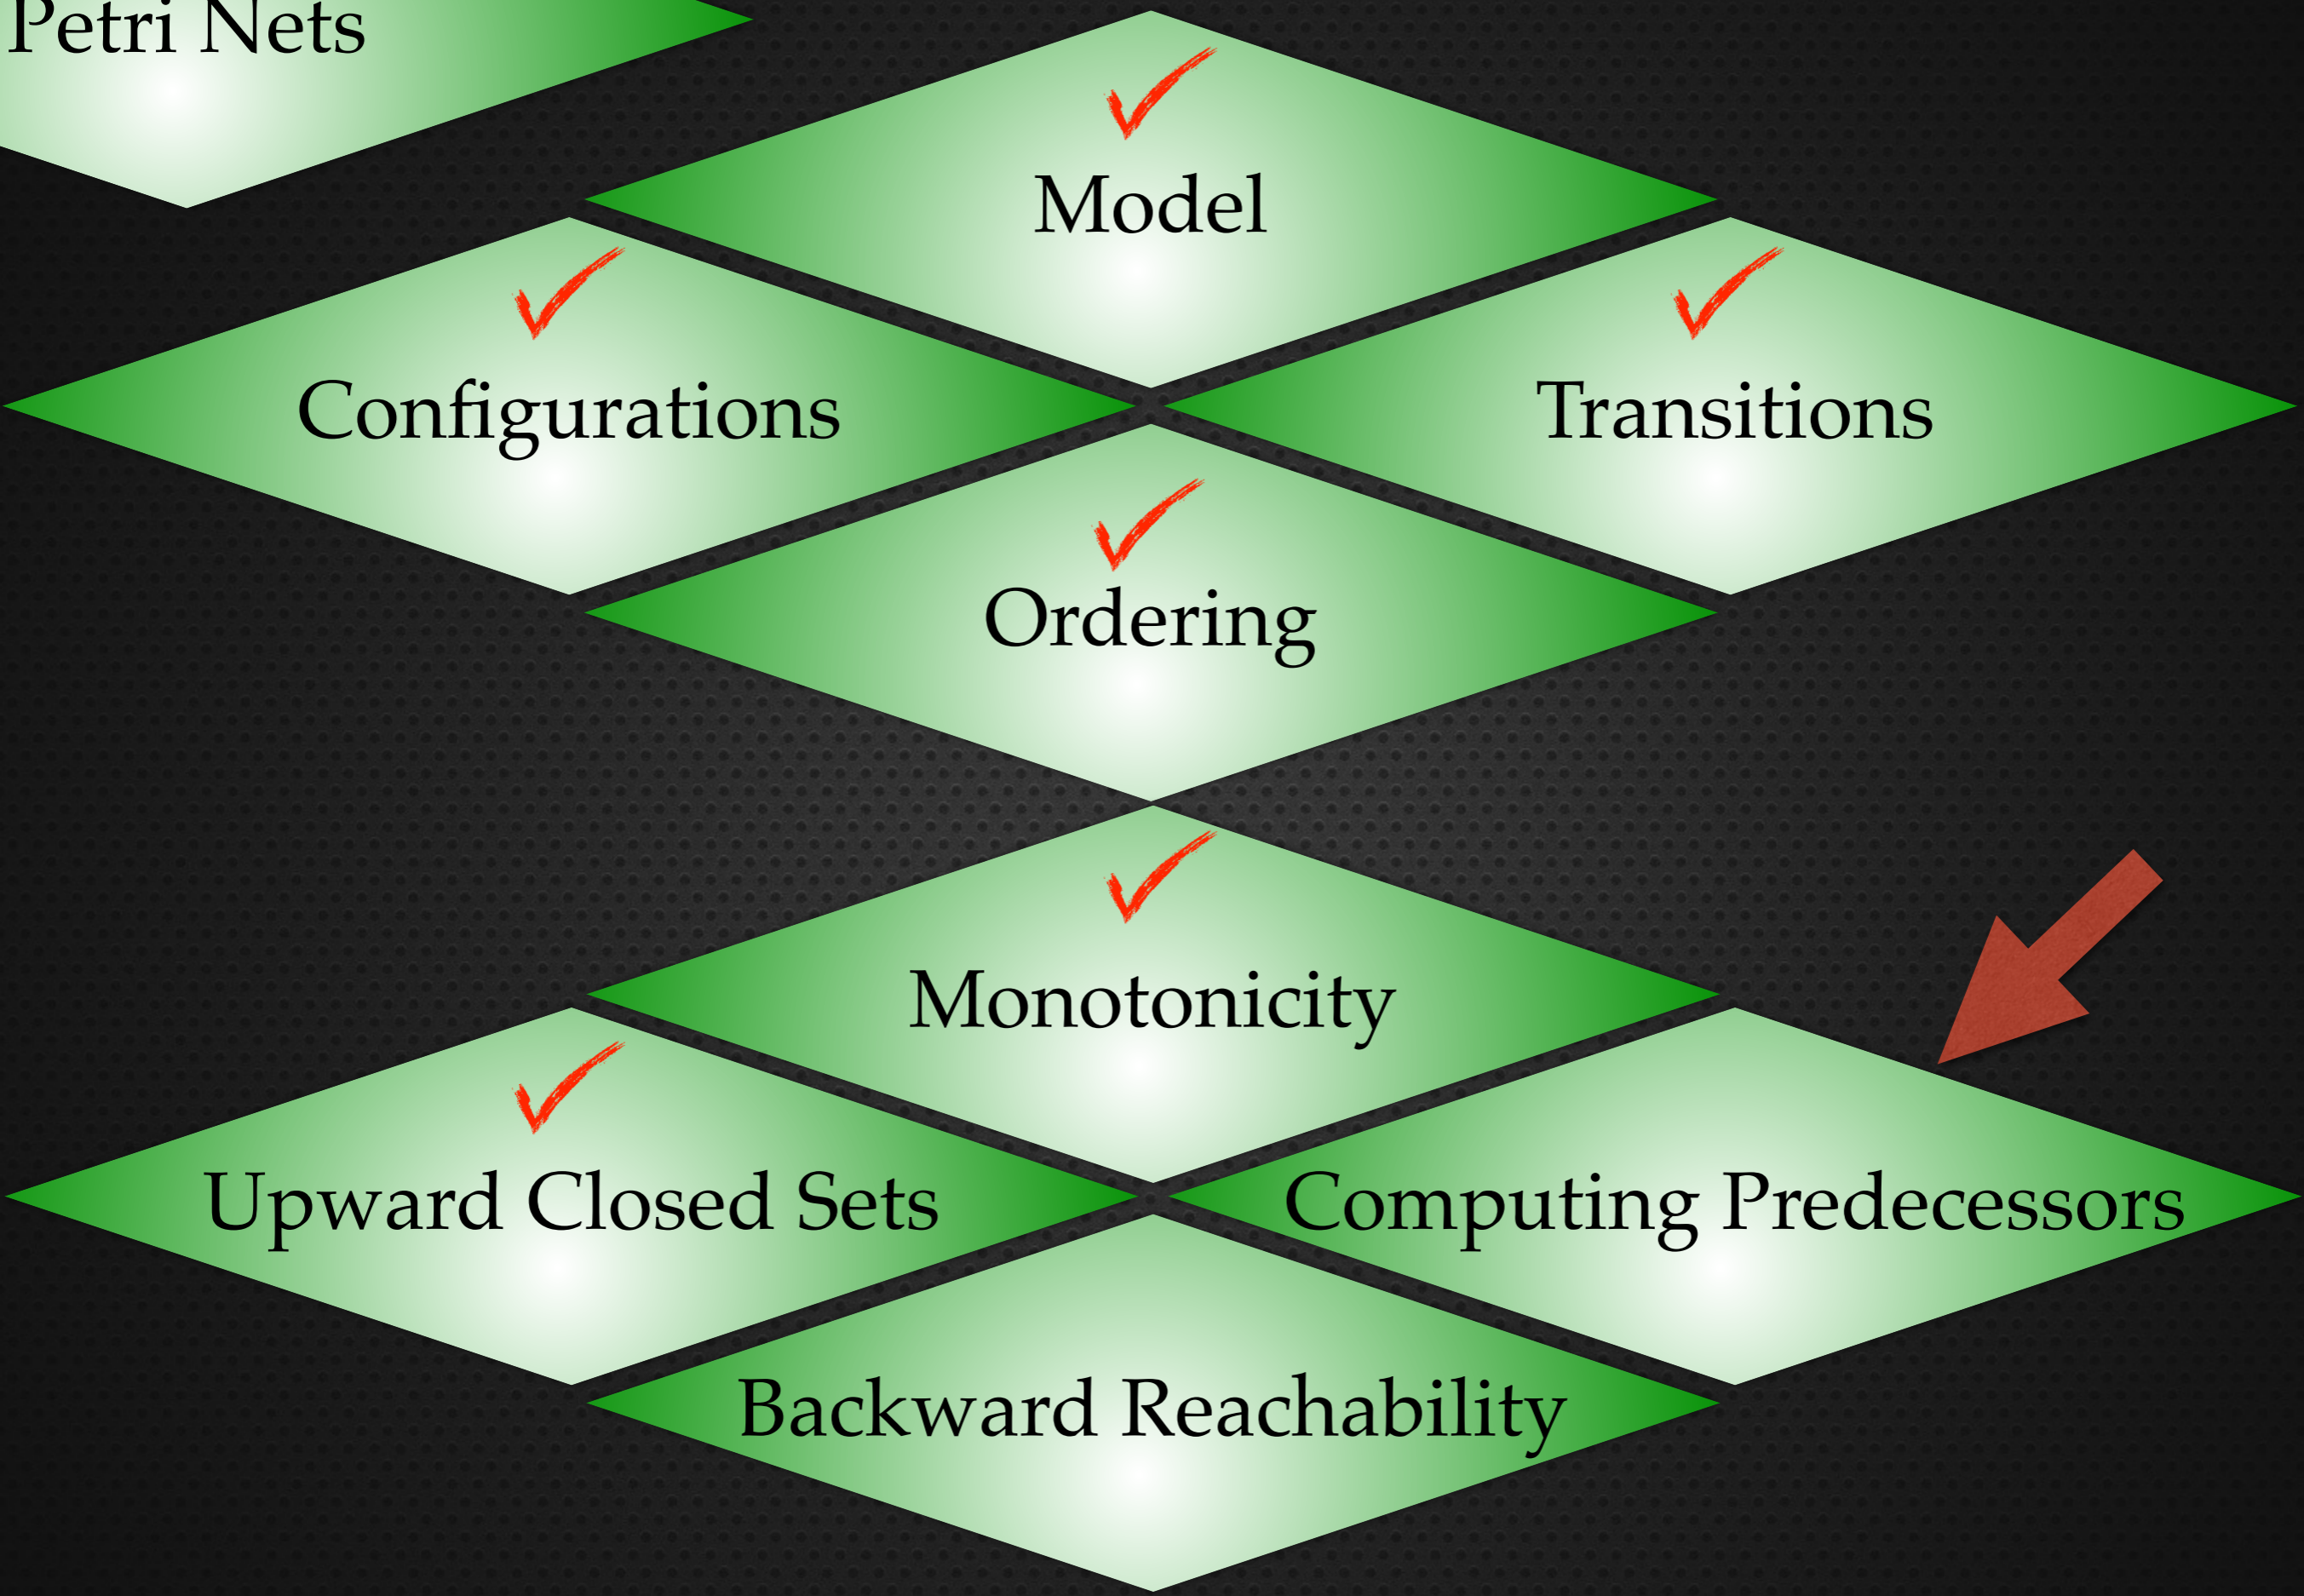 Petri Nets
Model
Configurations
Transitions
Ordering
Monotonicity
Upward Closed Sets
Computing Predecessors
Backward Reachability